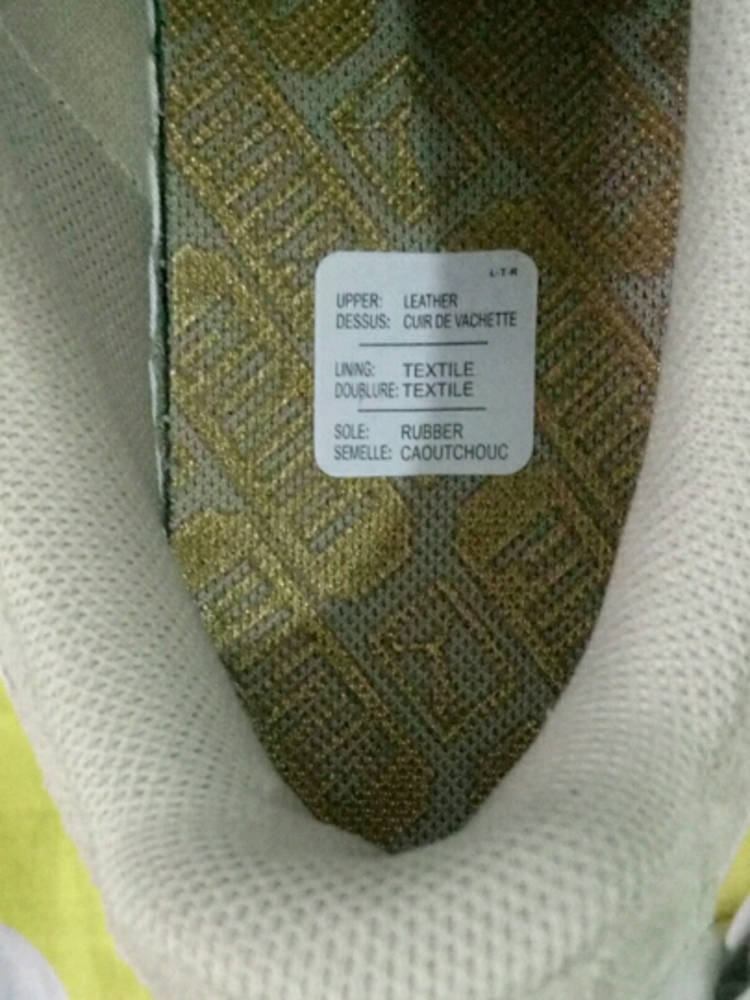 L-T-R
UPPER: LEATHER
DESSUS: CUIR DE VACHETTE
LINING: TEXTILE
DOUBLURE: TEXTILE
SOLE: RUBBER
SEMELLE: CAOUTCHOUC